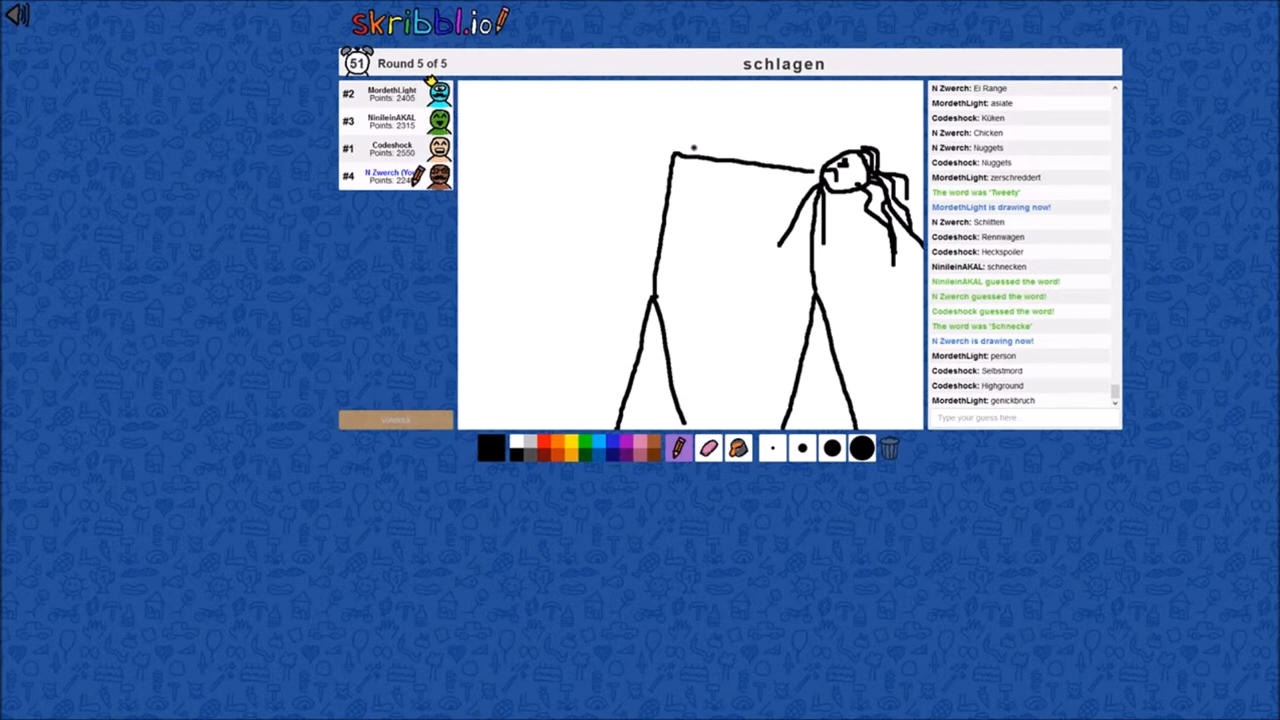 skribbl.io
51
Round 5 of 5
schlagen
#2
MordethLight
Points: 2405
#3
NinileinAKAL
Points: 2315
#1
Codeshock
Points: 2550
#4
N Zwerch (You
Points: 224
N Zwerch: Ei Range
MordethLight: asiate
Codeshock: Küken
N Zwerch: Chicken
N Zwerch: Nuggets
Codeshock: Nuggets
MordethLight: zerschreddert
The word was 'Tweety'
MordethLight is drawing now!
N Zwerch: Schlitten
Codeshock: Rennwagen
Codeshock: Heckspoiler
NinileinAKAL: schnecken
NinileinAKAL guessed the word!
N Zwerch guessed the word!
Codeshock guessed the word!
The word was 'Schnecke'
N Zwerch is drawing now!
MordethLight: person
Codeshock: Selbstmord
Codeshock: Highground
MordethLight: genickbruch
Type your guess here...